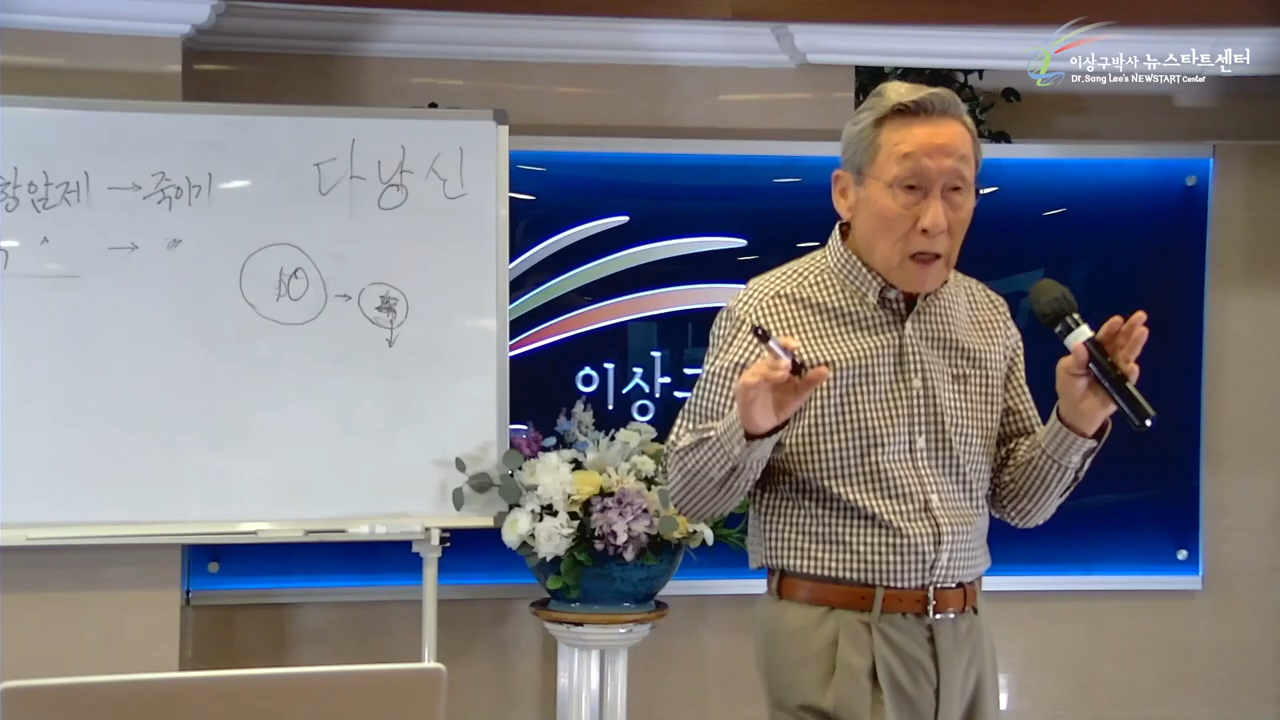 이상구박사 뉴스타트센터
Dr. Sang Lee's NEWSTART Center
다낭신
항암제 → 죽이기
→
10 →
이상구